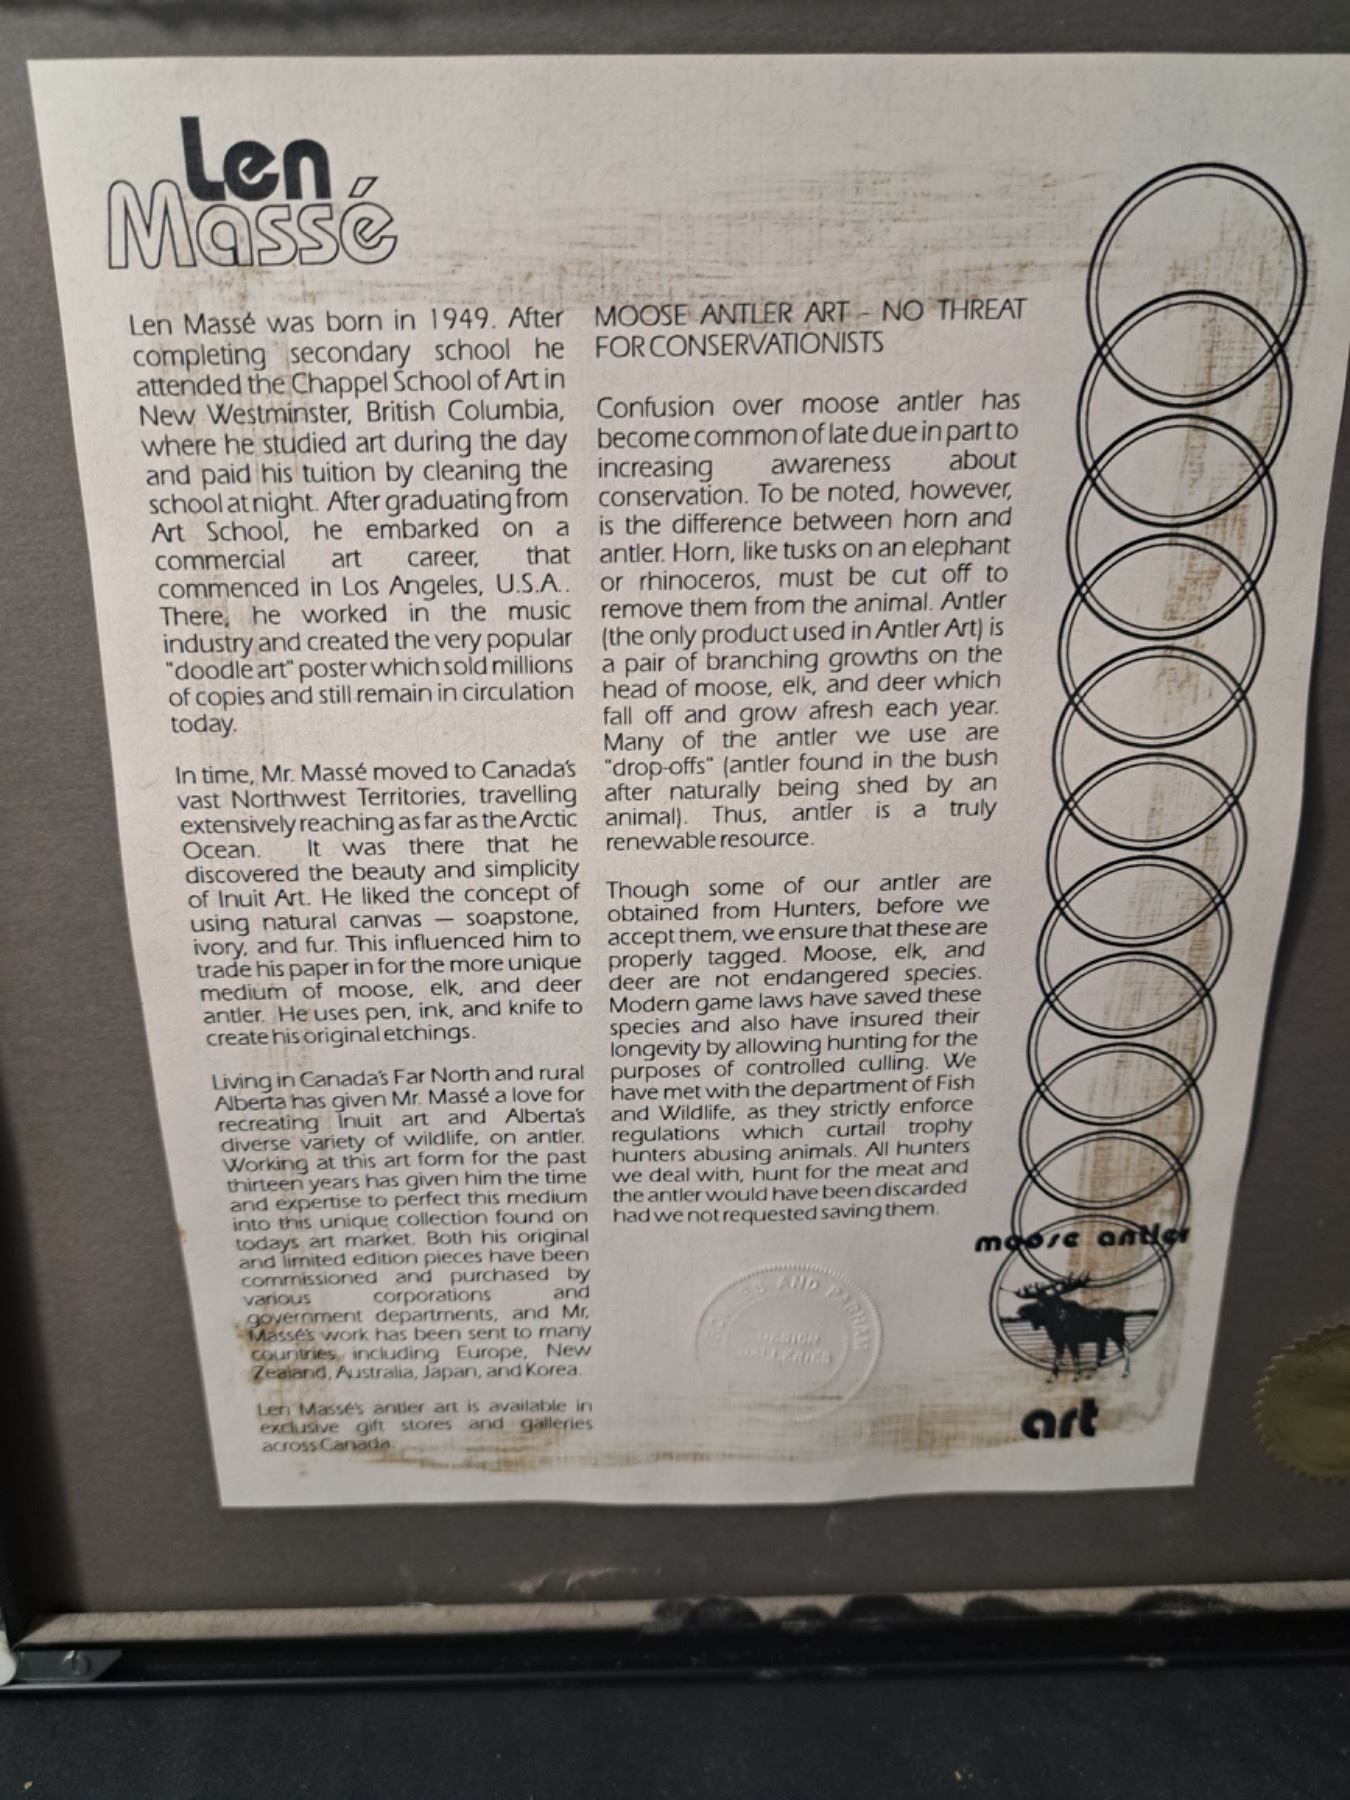 Len
Massé
Len Massé was born in 1949. After
completing secondary school he
attended the Chappel School of Art in
New Westminster, British Columbia,
where he studied art during the day
and paid his tuition by cleaning the
school at night. After graduating from
Art School, he embarked on a
commercial art career, that
commenced in Los Angeles, U.S.A..
There, he worked in the music
industry and created the very popular
"doodle art" poster which sold millions
of copies and still remain in circulation
today.
In time, Mr. Massé moved to Canada's
vast Northwest Territories, travelling
extensively reaching as far as the Arctic
Ocean. It was there that he
discovered the beauty and simplicity
of Inuit Art. He liked the concept of
using natural canvas — soapstone,
ivory, and fur. This influenced him to
trade his paper in for the more unique
medium of moose, elk, and deer
antler. He uses pen, ink, and knife to
create his original etchings.
Living in Canada's Far North and rural
Alberta has given Mr. Massé a love for
recreating Inuit art and Alberta's
diverse variety of wildlife, on antler.
Working at this art form for the past
thirteen years has given him the time
and expertise to perfect this medium
into this unique collection found on
todays art market. Both his original
and limited edition pieces have been
commissioned and purchased by
various corporations and
government departments, and Mr.
Massé's work has been sent to many
countries including Europe, New
Zealand, Australia, Japan, and Korea.
Len Massé's antler art is available in
exclusive gift stores and galleries
across Canada.
MOOSE ANTLER ART - NO THREAT
FOR CONSERVATIONISTS
Confusion over moose antler has
become common of late due in part to
increasing awareness about
conservation. To be noted, however,
is the difference between horn and
antler. Horn, like tusks on an elephant
or rhinoceros, must be cut off to
remove them from the animal. Antler
(the only product used in Antler Art) is
a pair of branching growths on the
head of moose, elk, and deer which
fall off and grow afresh each year.
Many of the antler we use are
"drop-offs" (antler found in the bush
after naturally being shed by an
animal). Thus, antler is a truly
renewable resource.
Though some of our antler are
obtained from Hunters, before we
accept them, we ensure that these are
properly tagged. Moose, elk, and
deer are not endangered species.
Modern game laws have saved these
species and also have insured their
longevity by allowing hunting for the
purposes of controlled culling. We
have met with the department of Fish
and Wildlife, as they strictly enforce
regulations which curtail trophy
hunters abusing animals. All hunters
we deal with, hunt for the meat and
the antler would have been discarded
had we not requested saving them.
AND
DESIGN
GALLERIES
moose antler
art